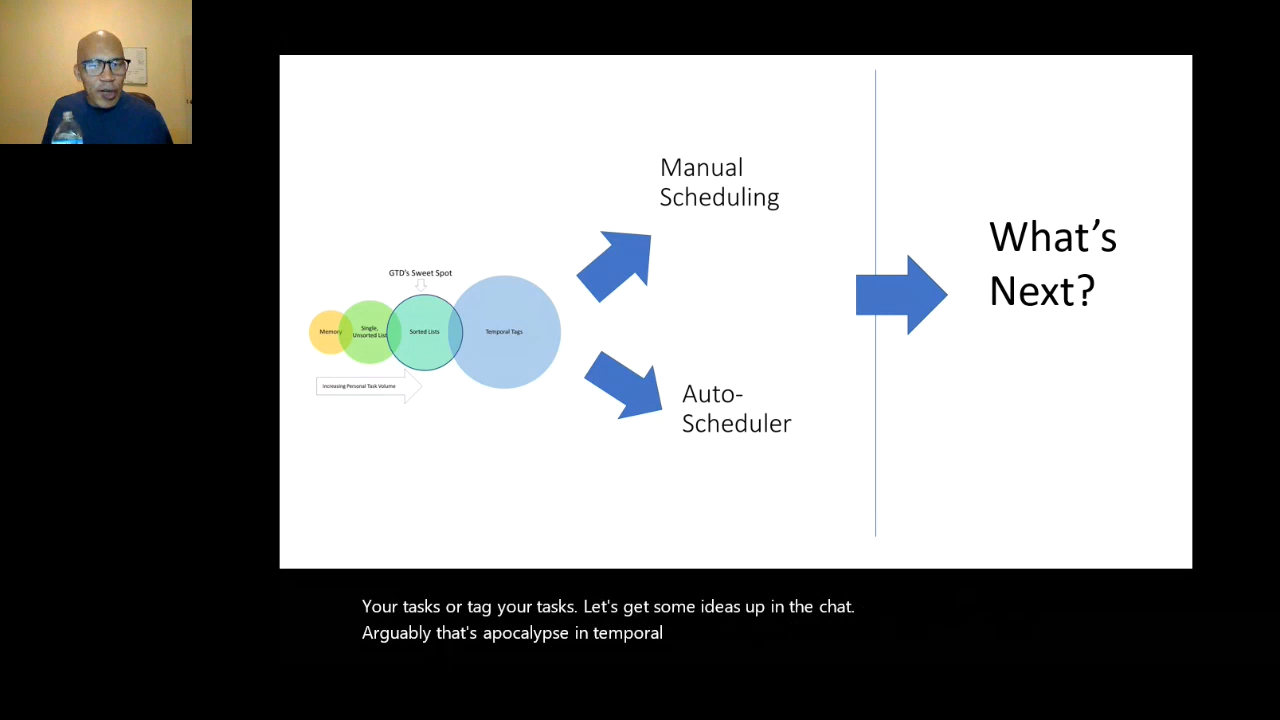 Manual
Scheduling
What's
Next?
GTD's Sweet Spot
Memory
Single,
Unsorted List
Sorted Lists
Temporal Tags
Increasing Personal Task Volume
Auto-
Scheduler
Your tasks or tag your tasks. Let's get some ideas up in the chat.
Arguably that's apocalypse in temporal